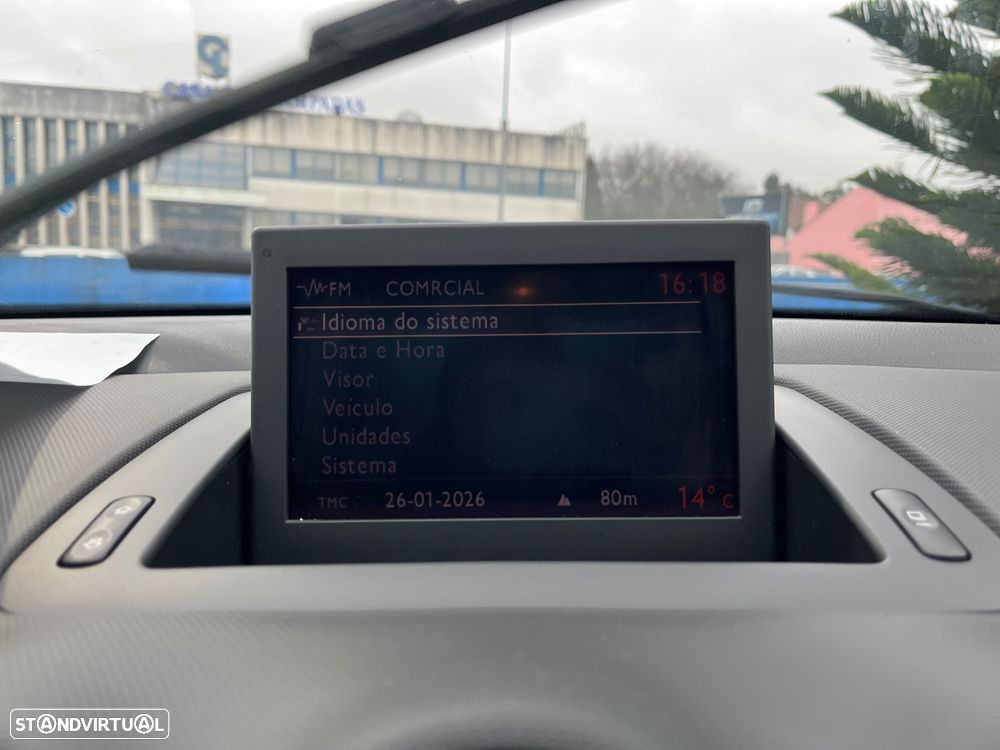 CASA
FM COMRCIAL 16:18
Idioma do sistema
Data e Hora
Visor
Veículo
Unidades
Sistema
TMC 26-01-2026 80m 14°C
STANDVIRTUAL